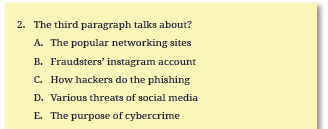 2. The third paragraph talks about?
A. The popular networking sites
B. Fraudsters' instagram account
C. How hackers do the phishing
D. Various threats of social media
E. The purpose of cybercrime